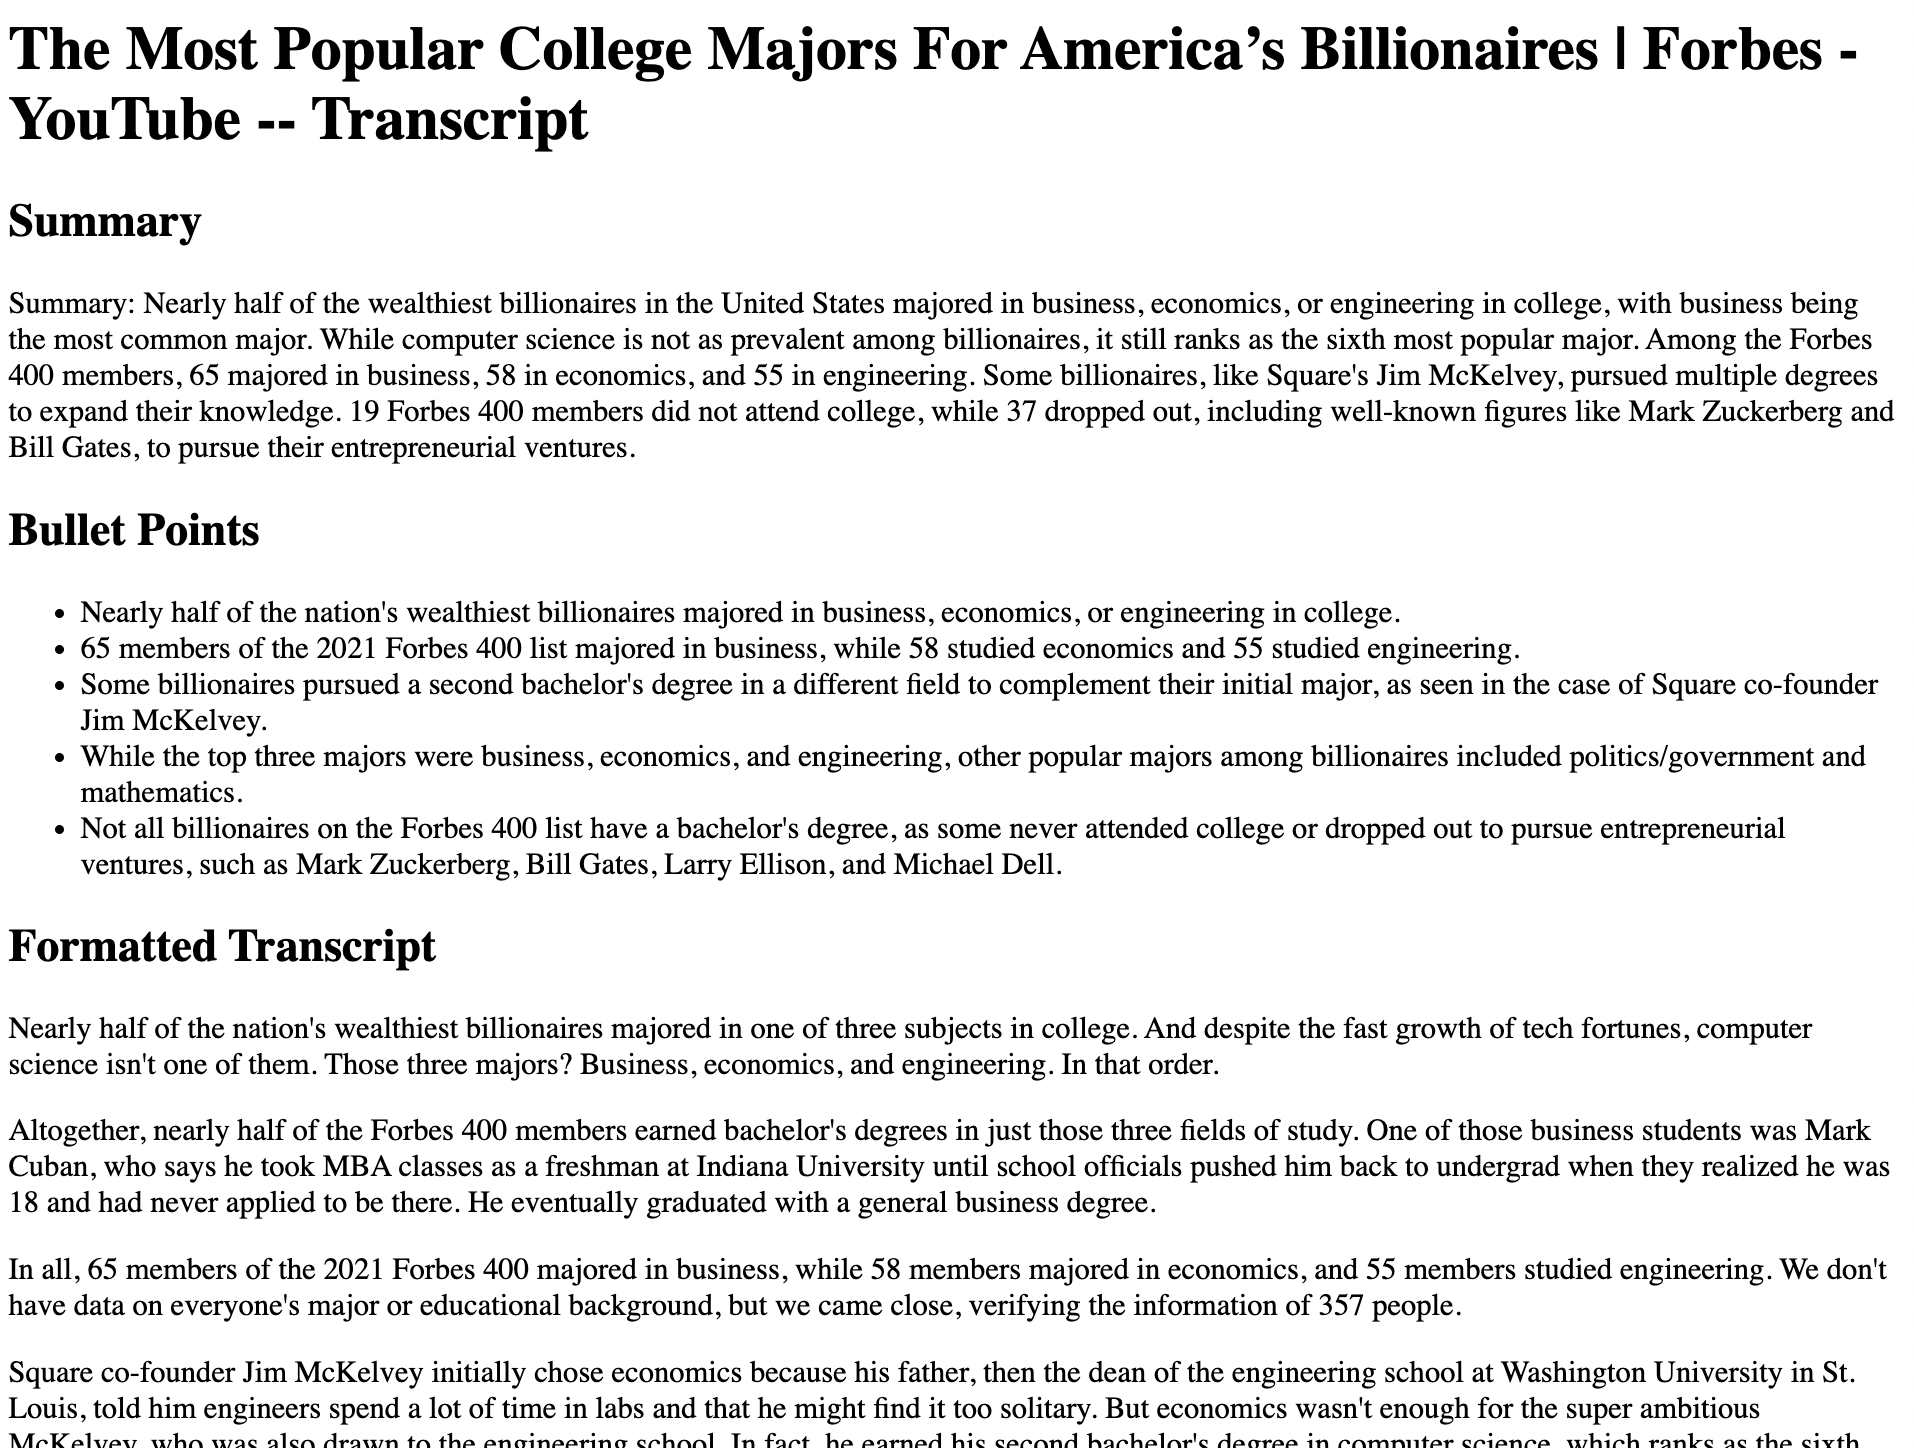 The Most Popular College Majors For America’s Billionaires | Forbes -
YouTube -- Transcript
Summary
Summary: Nearly half of the wealthiest billionaires in the United States majored in business, economics, or engineering in college, with business being
the most common major. While computer science is not as prevalent among billionaires, it still ranks as the sixth most popular major. Among the Forbes
400 members, 65 majored in business, 58 in economics, and 55 in engineering. Some billionaires, like Square's Jim McKelvey, pursued multiple degrees
to expand their knowledge. 19 Forbes 400 members did not attend college, while 37 dropped out, including well-known figures like Mark Zuckerberg and
Bill Gates, to pursue their entrepreneurial ventures.
Bullet Points
• Nearly half of the nation's wealthiest billionaires majored in business, economics, or engineering in college.
• 65 members of the 2021 Forbes 400 list majored in business, while 58 studied economics and 55 studied engineering.
• Some billionaires pursued a second bachelor's degree in a different field to complement their initial major, as seen in the case of Square co-founder
Jim McKelvey.
• While the top three majors were business, economics, and engineering, other popular majors among billionaires included politics/government and
mathematics.
• Not all billionaires on the Forbes 400 list have a bachelor's degree, as some never attended college or dropped out to pursue entrepreneurial
ventures, such as Mark Zuckerberg, Bill Gates, Larry Ellison, and Michael Dell.
Formatted Transcript
Nearly half of the nation's wealthiest billionaires majored in one of three subjects in college. And despite the fast growth of tech fortunes, computer
science isn't one of them. Those three majors? Business, economics, and engineering. In that order.
Altogether, nearly half of the Forbes 400 members earned bachelor's degrees in just those three fields of study. One of those business students was Mark
Cuban, who says he took MBA classes as a freshman at Indiana University until school officials pushed him back to undergrad when they realized he was
18 and had never applied to be there. He eventually graduated with a general business degree.
In all, 65 members of the 2021 Forbes 400 majored in business, while 58 members majored in economics, and 55 members studied engineering. We don't
have data on everyone's major or educational background, but we came close, verifying the information of 357 people.
Square co-founder Jim McKelvey initially chose economics because his father, then the dean of the engineering school at Washington University in St.
Louis, told him engineers spend a lot of time in labs and that he might find it too solitary. But economics wasn't enough for the super ambitious
McKelvey, who was also drawn to the engineering school. In fact, he earned his second bachelor's degree in computer science, which ranks as the sixth